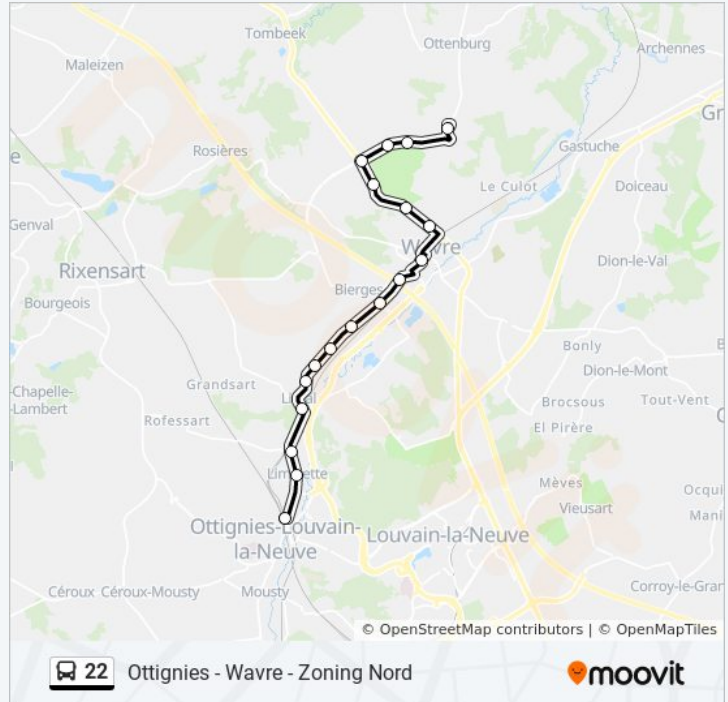 Tombeek
Ottenburg
Archennes
Maleizen
Gr
Rosières
Gastuche
e
Le Culot
Doiceau
Genval
Wavre
Dion-le-Val
Rixensart
Bierges
Bourgeois
Bonly
B
Dion-le-Mont
Grandsart
-Chapelle-
-Lambert
Brocsous
Tout-Vent
Rofessart
C
El Pirère
Mèves
Ocqui
Vieusart
Mani
Ottignies-Louvain-
la-Neuve
Louvain-la-Neuve
Céroux
Céroux-Mousty
Mousty
Corroy-le-Gran
© OpenStreetMap contributors | © OpenMapTiles
22 Ottignies - Wavre - Zoning Nord
moovit